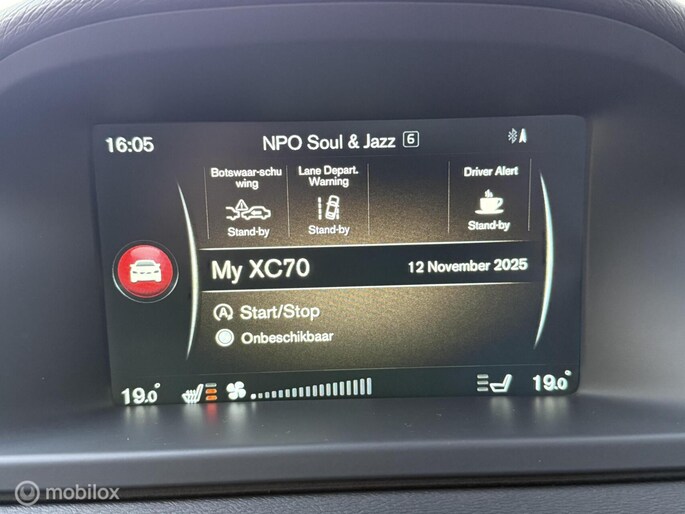 16:05 NPO Soul & Jazz 6
Botswaar-schu
wing
Stand-by
Lane Depart.
Warning
Stand-by
Driver Alert
Stand-by
My XC70 12 November 2025
Start/Stop
Onbeschikbaar
19.0° 19.0°
mobilox